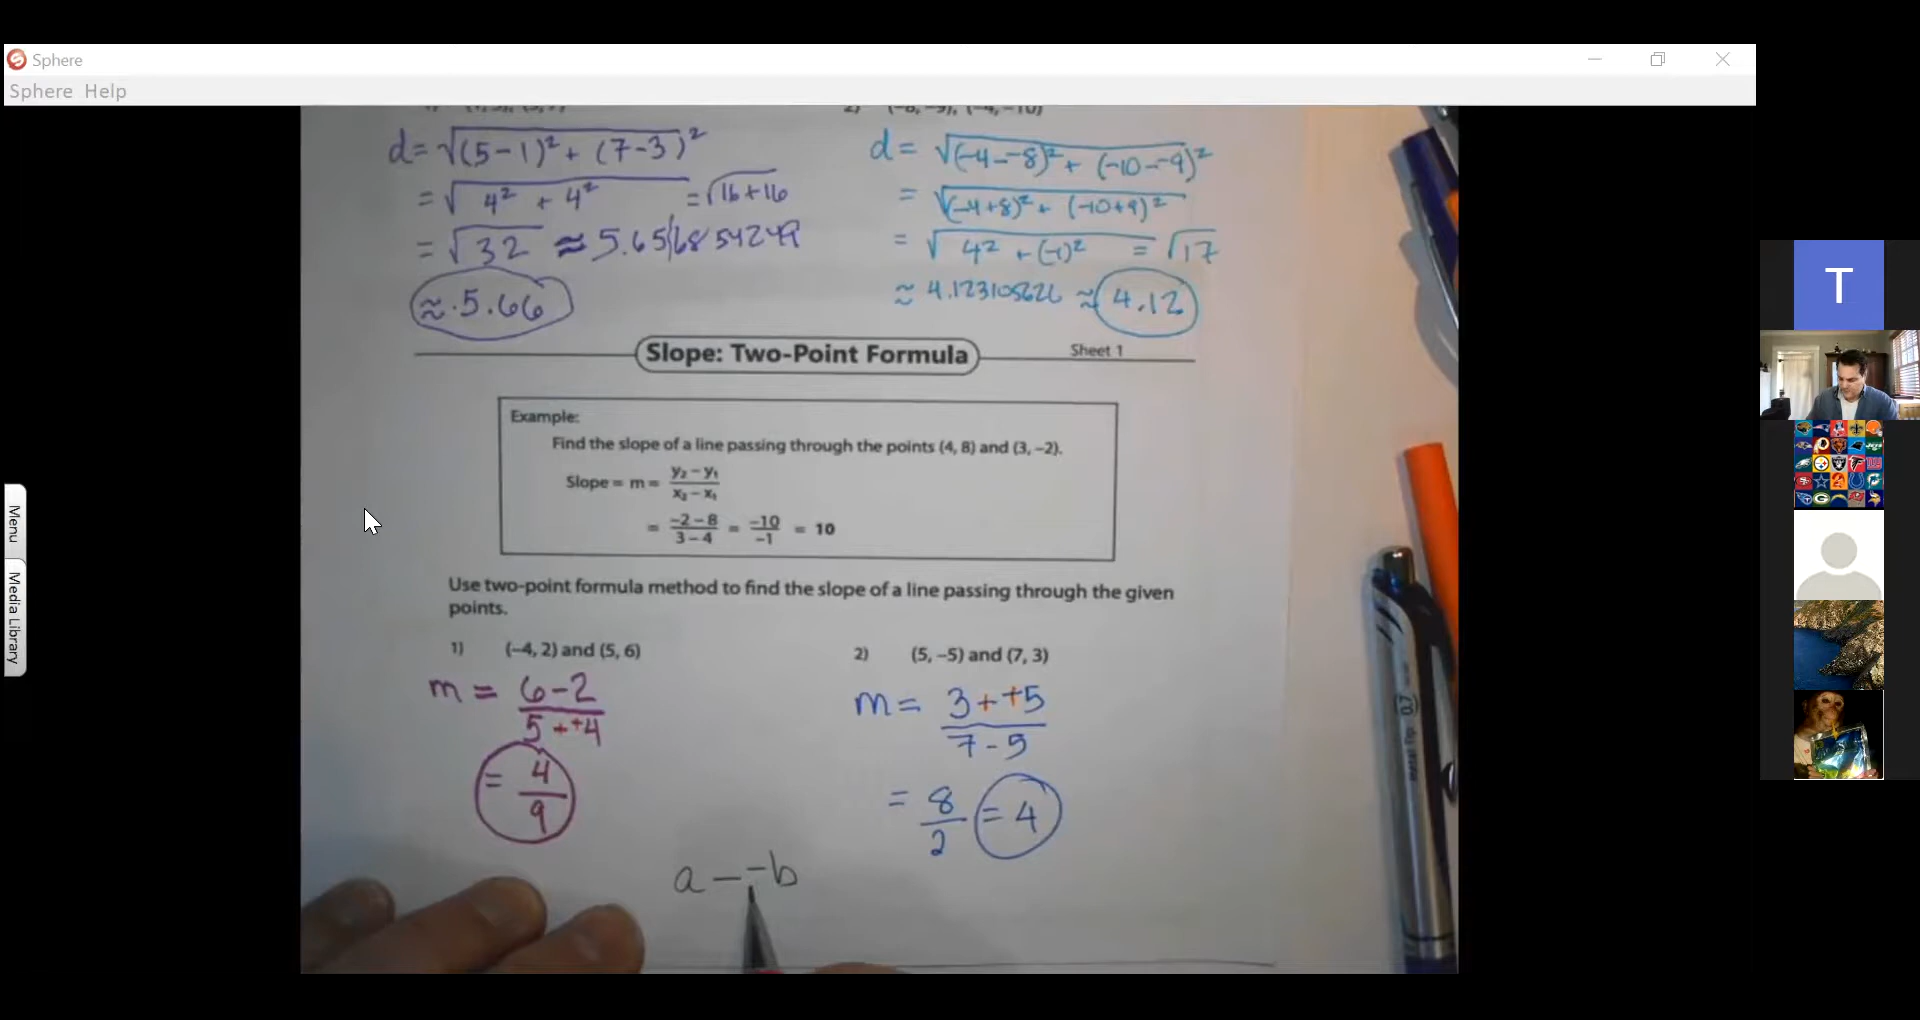 Sphere
Sphere Help
2)
d = √(5-1)² + (7-3)²
= √4² + 4² = √16+16
= √32 ≈ 5.656854249
≈ 5.66
d = √(-4--8)² + (-10--9)²
= √(-4+8)² + (-10+9)²
= √4² + (-1)² = √17
≈ 4.123105626 ≈ 4.12
Slope: Two-Point Formula
Sheet 1
Example:
Find the slope of a line passing through the points (4, 8) and (3, –2).
Slope = m = y₂ – y₁ / x₂ – x₁
= –2 – 8 / 3 – 4 = –10 / –1 = 10
Use two-point formula method to find the slope of a line passing through the given
points.
1) (–4, 2) and (5, 6)
m = 6-2 / 5++4
= 4/9
2) (5, –5) and (7, 3)
m = 3++5 / 7-5
= 8/2 = 4
a--b
Menu
Media Library
T
0.7